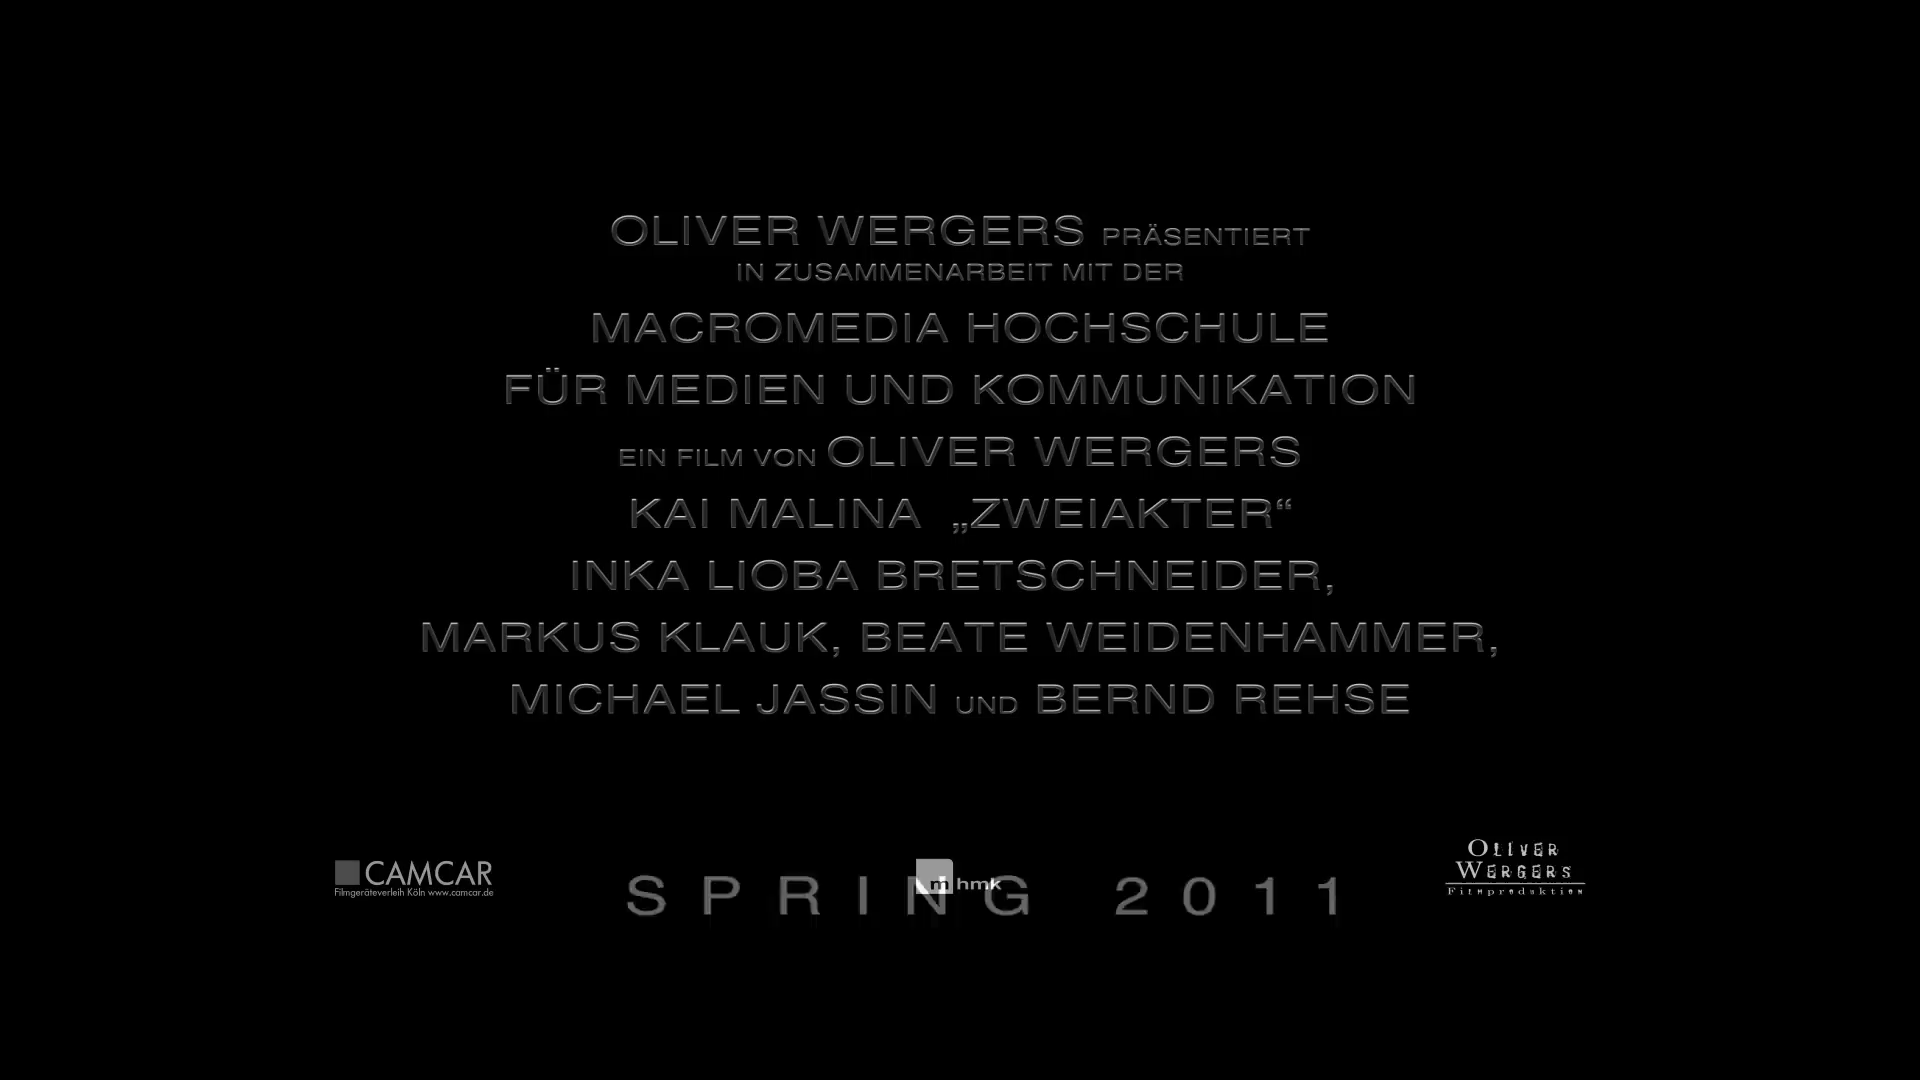 OLIVER WERGERS PRÄSENTIERT
IN ZUSAMMENARBEIT MIT DER
MACROMEDIA HOCHSCHULE
FÜR MEDIEN UND KOMMUNIKATION
EIN FILM VON OLIVER WERGERS
KAI MALINA „ZWEIAKTER“
INKA LIOBA BRETSCHNEIDER,
MARKUS KLAUK, BEATE WEIDENHAMMER,
MICHAEL JASSIN UND BERND REHSE
CAMCAR
Filmgeräteverleih Köln www.camcar.de
m hmk
SPRING 2011
OLIVER
WERGERS
Filmproduktion